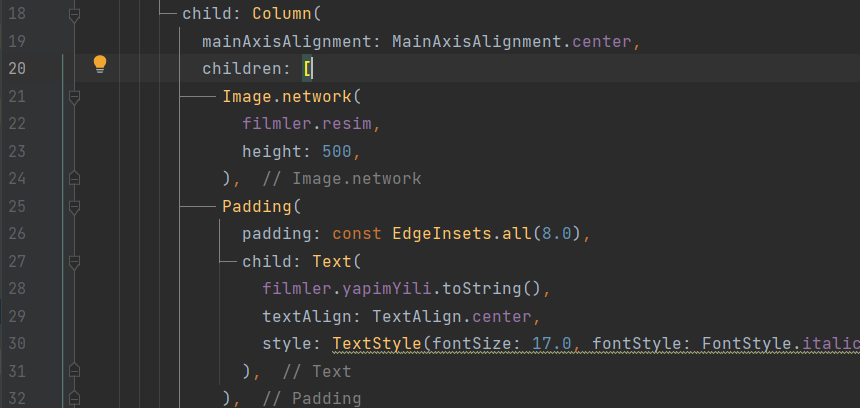 18 child: Column(
19 mainAxisAlignment: MainAxisAlignment.center,
20 children: [
21 Image.network(
22 filmler.resim,
23 height: 500,
24 ), // Image.network
25 Padding(
26 padding: const EdgeInsets.all(8.0),
27 child: Text(
28 filmler.yapimYili.toString(),
29 textAlign: TextAlign.center,
30 style: TextStyle(fontSize: 17.0, fontStyle: FontStyle.italic
31 ), // Text
32 ), // Padding